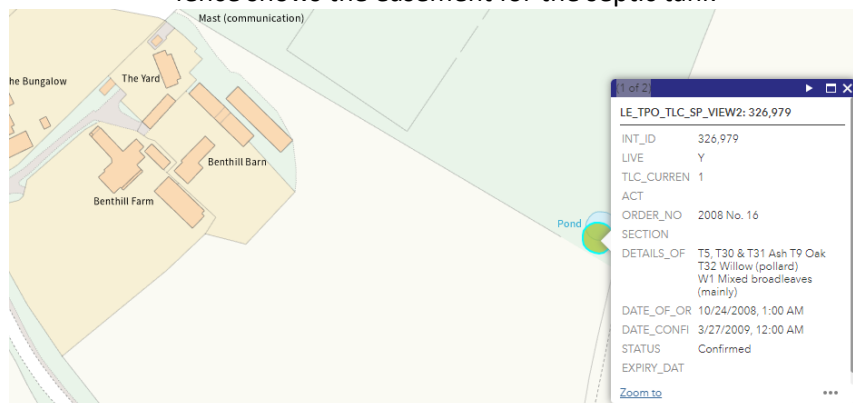 fence shows the easement for the septic tank
Mast (communication)
he Bungalow
The Yard
Benthill Barn
Benthill Farm
Pond
(1 of 2)
LE_TPO_TLC_SP_VIEW2: 326,979
INT_ID 326,979
LIVE Y
TLC_CURREN 1
ACT
ORDER_NO 2008 No. 16
SECTION
DETAILS_OF T5, T30 & T31 Ash T9 Oak
T32 Willow (pollard)
W1 Mixed broadleaves
(mainly)
DATE_OF_OR 10/24/2008, 1:00 AM
DATE_CONFI 3/27/2009, 12:00 AM
STATUS Confirmed
EXPIRY_DAT
Zoom to